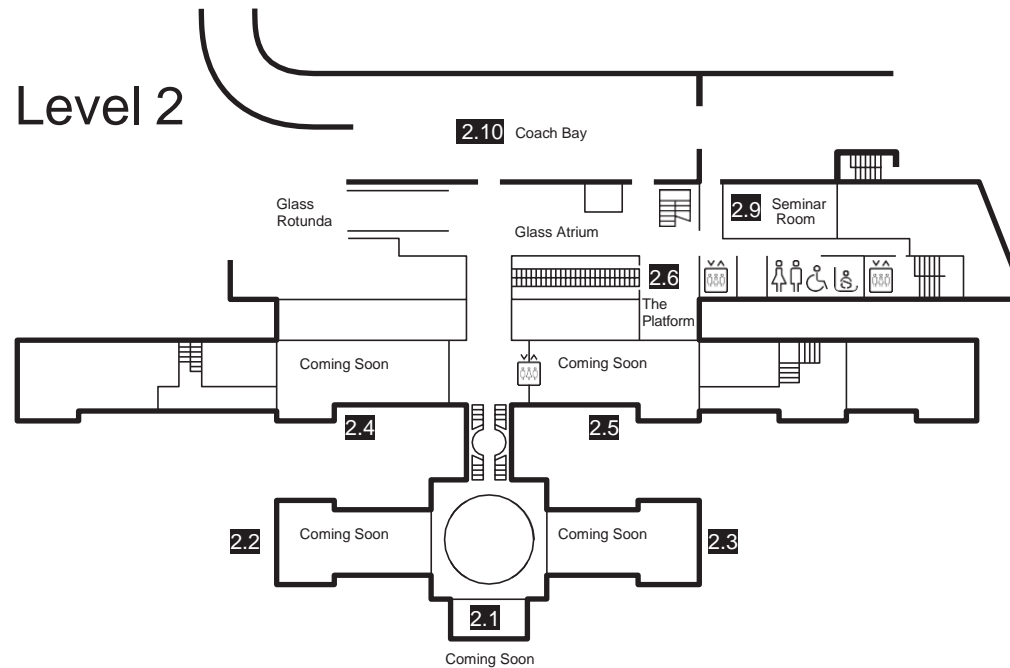 Level 2
2.10 Coach Bay
Glass
Rotunda
2.9 Seminar
Room
Glass Atrium
2.6
The
Platform
Coming Soon
Coming Soon
2.4
2.5
2.2
Coming Soon
Coming Soon
2.3
2.1
Coming Soon